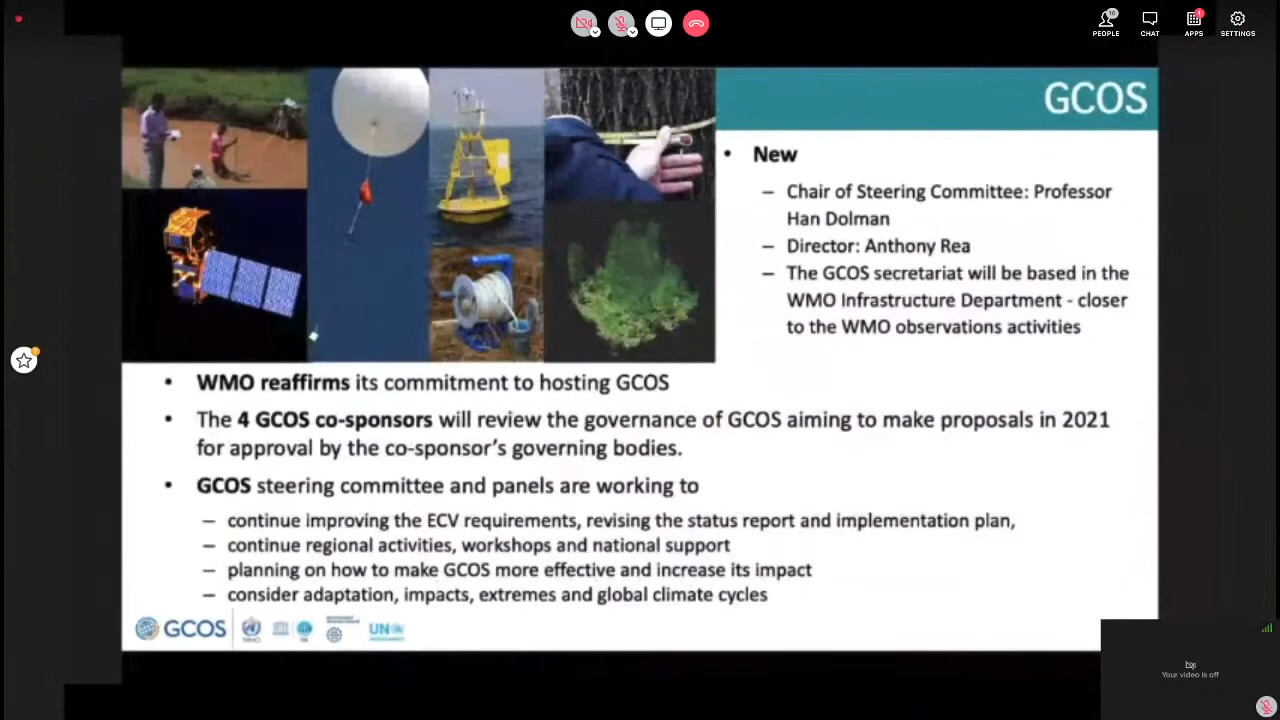 16
1
PEOPLE
CHAT
APPS
SETTINGS
GCOS
• New
– Chair of Steering Committee: Professor
Han Dolman
– Director: Anthony Rea
– The GCOS secretariat will be based in the
WMO Infrastructure Department - closer
to the WMO observations activities
• WMO reaffirms its commitment to hosting GCOS
• The 4 GCOS co-sponsors will review the governance of GCOS aiming to make proposals in 2021
for approval by the co-sponsor's governing bodies.
• GCOS steering committee and panels are working to
– continue improving the ECV requirements, revising the status report and implementation plan,
– continue regional activities, workshops and national support
– planning on how to make GCOS more effective and increase its impact
– consider adaptation, impacts, extremes and global climate cycles
GCOS
WMO
UN
Your video is off